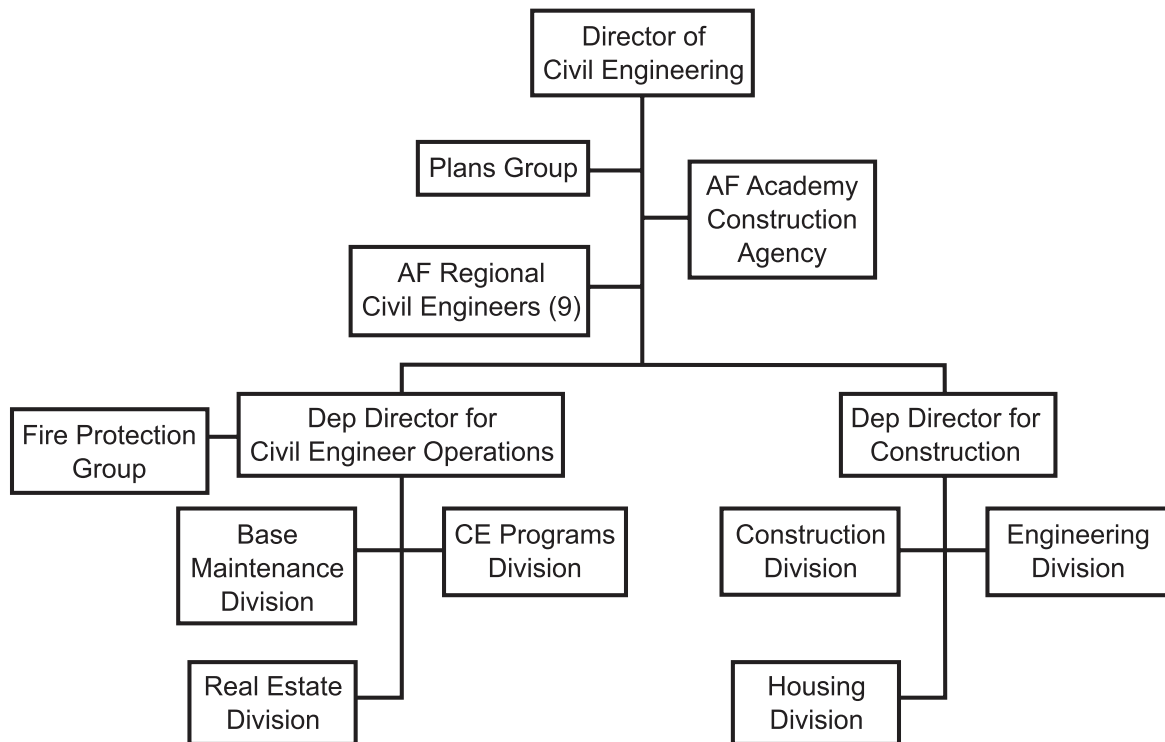 Director of
Civil Engineering
Plans Group
AF Academy
Construction
Agency
AF Regional
Civil Engineers (9)
Fire Protection
Group
Dep Director for
Civil Engineer Operations
Dep Director for
Construction
Base
Maintenance
Division
CE Programs
Division
Construction
Division
Engineering
Division
Real Estate
Division
Housing
Division